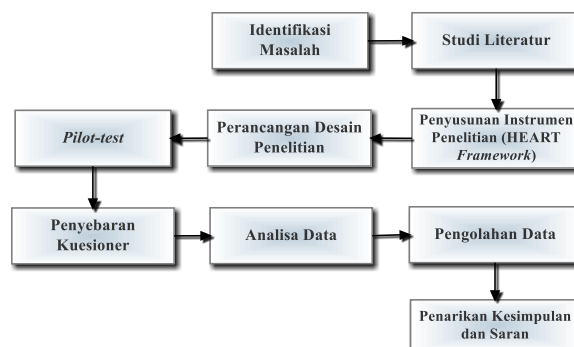 Identifikasi
Masalah
Studi Literatur
Penyusunan Instrumen
Penelitian (HEART
Framework)
Perancangan Desain
Penelitian
Pilot-test
Penyebaran
Kuesioner
Analisa Data
Pengolahan Data
Penarikan Kesimpulan
dan Saran